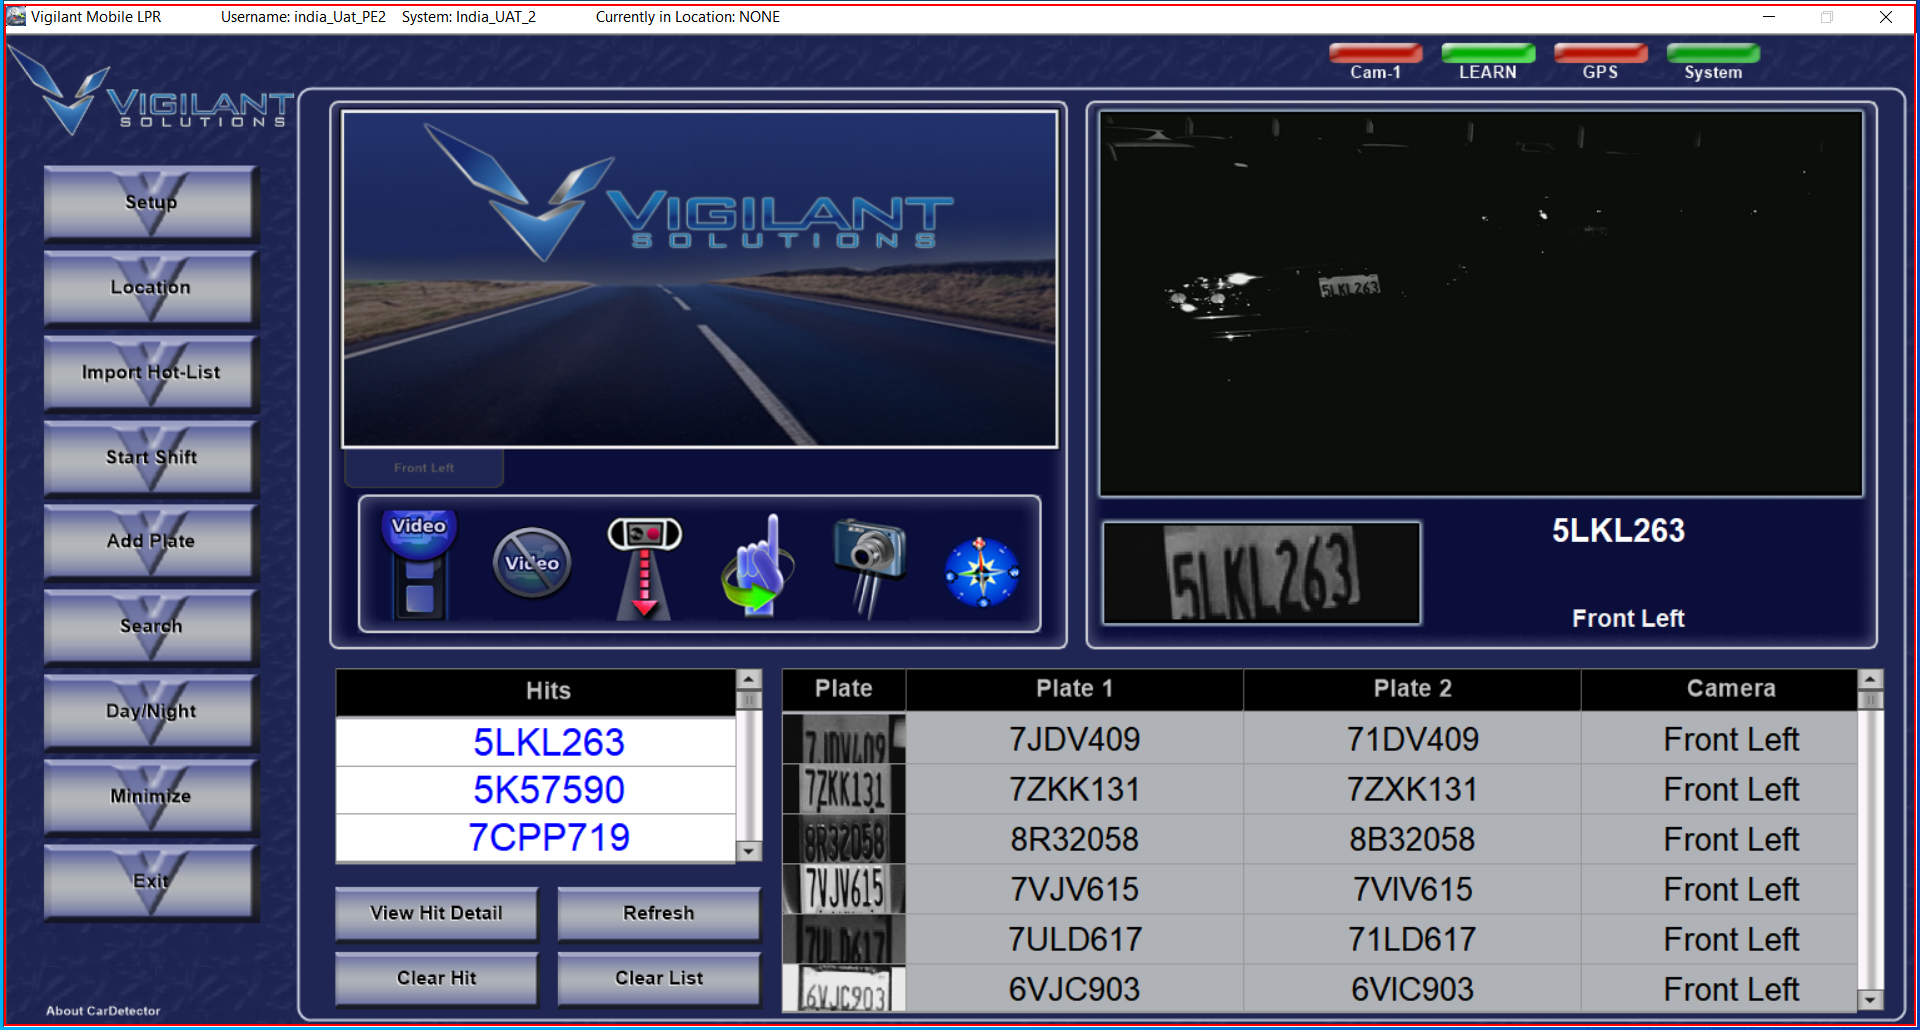 Vigilant Mobile LPR Username: india_Uat_PE2 System: India_UAT_2 Currently in Location: NONE
Cam-1 LEARN GPS System
VIGILANT
SOLUTIONS
Setup
Location
Import Hot-List
Start Shift
Add Plate
Search
Day/Night
Minimize
Exit
About CarDetector
VIGILANT
SOLUTIONS
Front Left
Video
Video
5LKL263
5LKL263
5LKL263
Front Left
Hits
5LKL263
5K57590
7CPP719
View Hit Detail Refresh
Clear Hit Clear List
Plate Plate 1 Plate 2 Camera
7JDV409 7JDV409 71DV409 Front Left
7ZKK131 7ZKK131 7ZXK131 Front Left
8R32058 8R32058 8B32058 Front Left
7VJV615 7VJV615 7VIV615 Front Left
7ULD617 7ULD617 71LD617 Front Left
6VJC903 6VJC903 6VIC903 Front Left